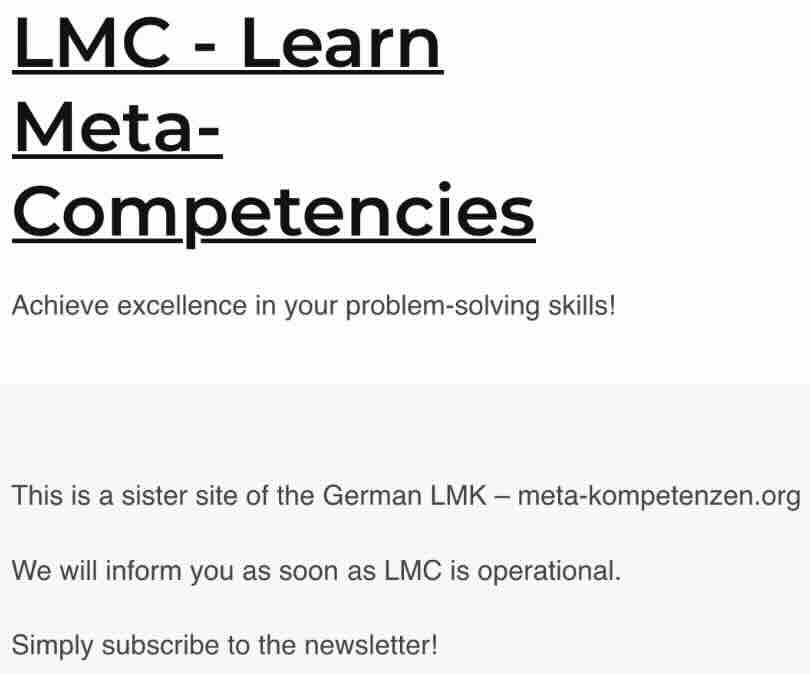 LMC - Learn
Meta-
Competencies
Achieve excellence in your problem-solving skills!
This is a sister site of the German LMK – meta-kompetenzen.org
We will inform you as soon as LMC is operational.
Simply subscribe to the newsletter!